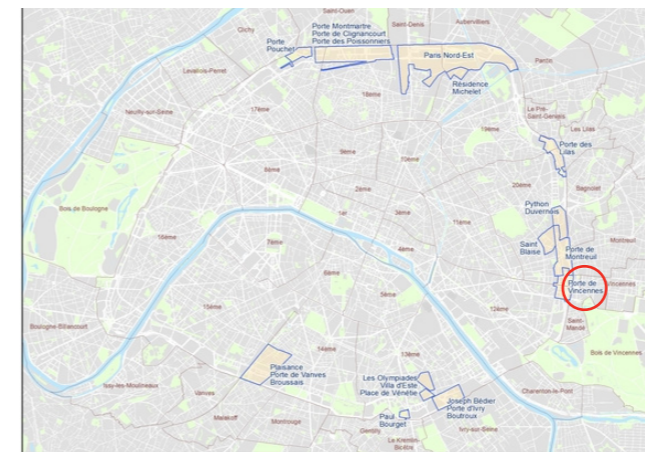 Saint-Ouen
Porte Montmartre
Porte de Clignancourt
Porte des Poissonniers
Saint-Denis
Aubervilliers
Clichy
Porte
Pouchet
Paris Nord-Est
Pantin
Levallois-Perret
Résidence
Michelet
18ème
17ème
Neuilly-sur-Seine
Le Pré-
Saint-Gervais
19ème
Les Lilas
Porte des
Lilas
9ème
10ème
8ème
20ème
Bagnolet
2ème
Python
Duvernois
Bois de Boulogne
1er
3ème
11ème
16ème
Saint
Blaise
Montreuil
7ème
4ème
Porte de
Montreuil
6ème
Porte de
Vincennes
Vincennes
5ème
15ème
12ème
Saint-
Mandé
Boulogne-Billancourt
14ème
13ème
Bois de Vincennes
Plaisance
Porte de Vanves
Broussais
Les Olympiades
Villa d'Este
Place de Vénétie
Issy-les-Moulineaux
Vanves
Charenton-le-Pont
Joseph Bédier
Porte d'Ivry
Boutroux
Paul
Bourget
Malakoff
Montrouge
Gentilly
Ivry-sur-Seine
Le Kremlin-
Bicêtre